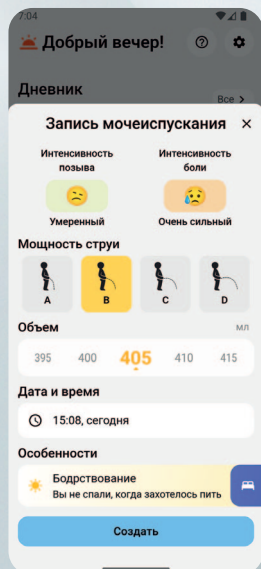 7:04
Добрый вечер!
Дневник
Все >
Запись мочеиспускания ×
Интенсивность позыва
Интенсивность боли
Умеренный
Очень сильный
Мощность струи
A B C D
Объем мл
395 400 405 410 415
Дата и время
15:08, сегодня
Особенности
Бодрствование
Вы не спали, когда захотелось пить
Создать